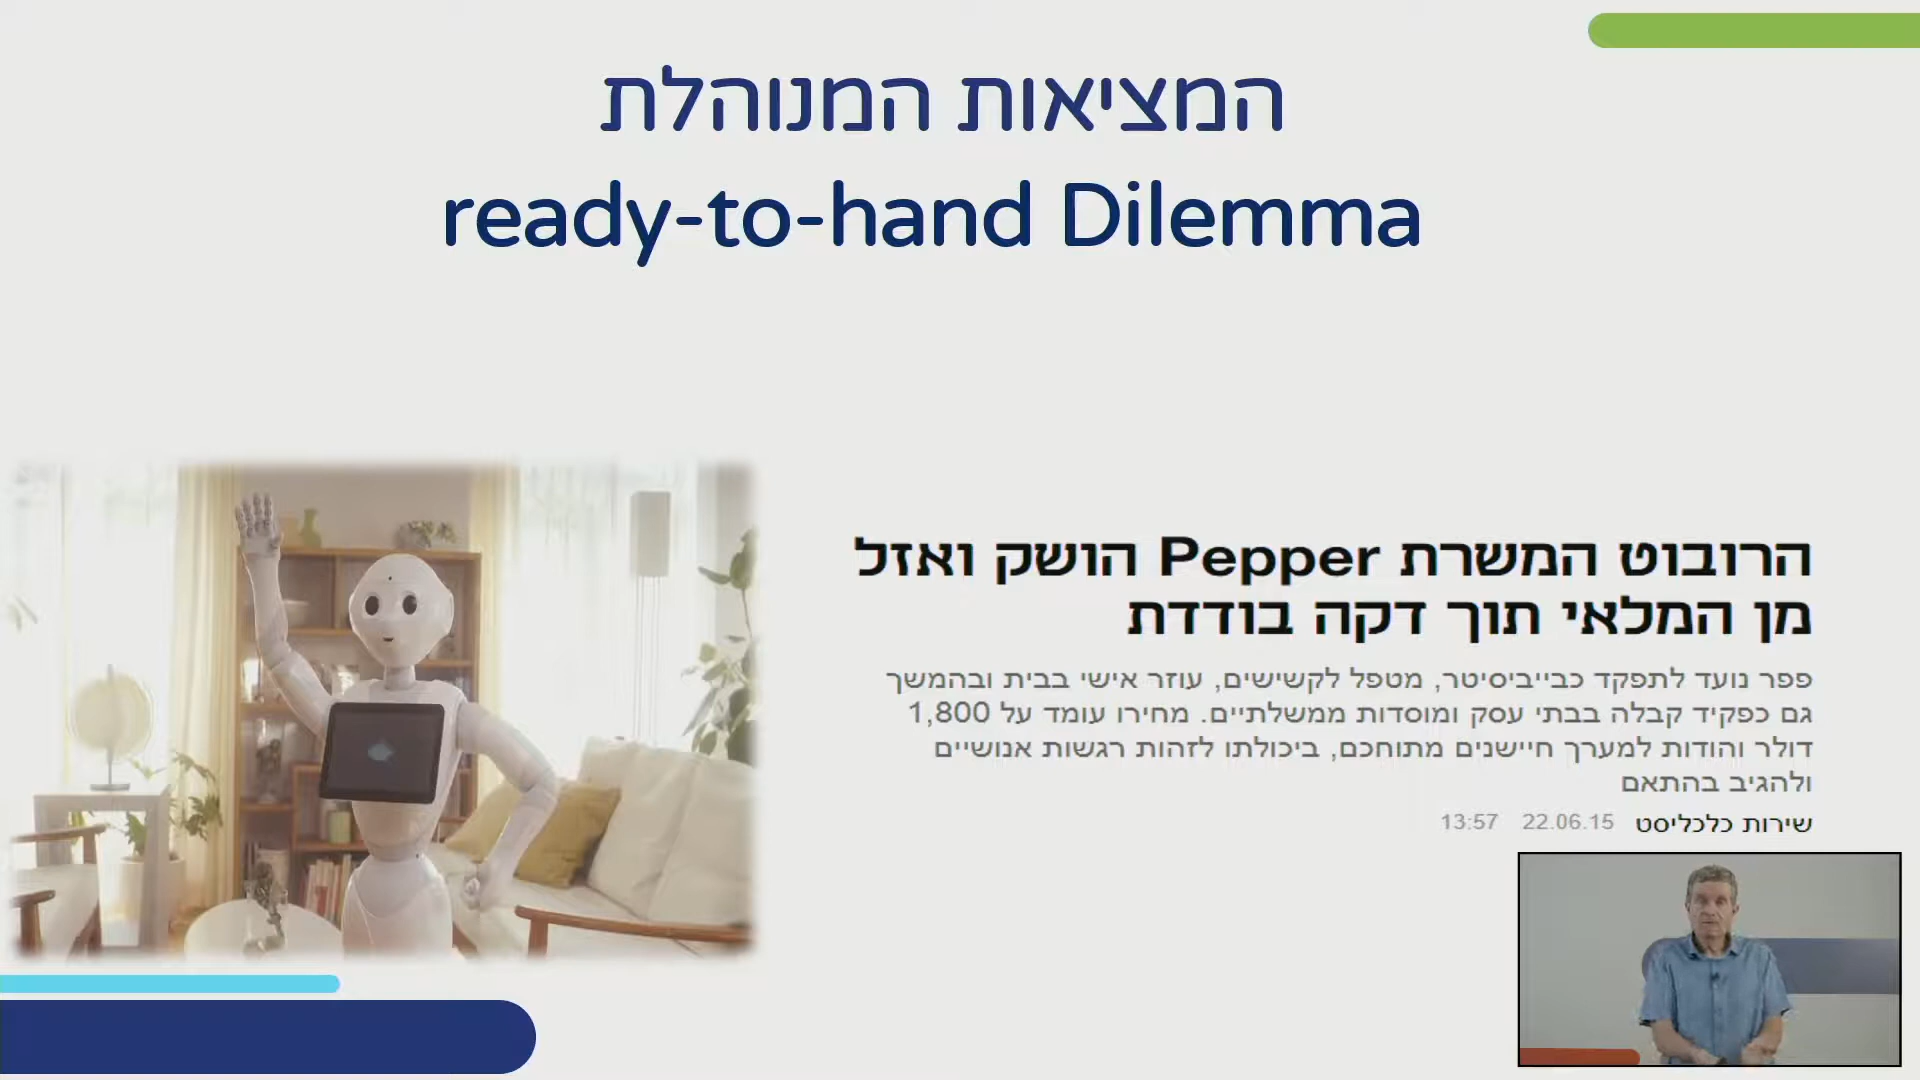 המציאות המנוהלת
ready-to-hand Dilemma
הרובוט המשרת Pepper הושק ואזל
מן המלאי תוך דקה בודדת
פפר נועד לתפקד כבייביסיטר, מטפל לקשישים, עוזר אישי בבית ובהמשך
גם כפקיד קבלה בבתי עסק ומוסדות ממשלתיים. מחירו עומד על 1,800
דולר והודות למערך חיישנים מתוחכם, ביכולתו לזהות רגשות אנושיים
ולהגיב בהתאם
שירות כלכליסט 22.06.15 13:57